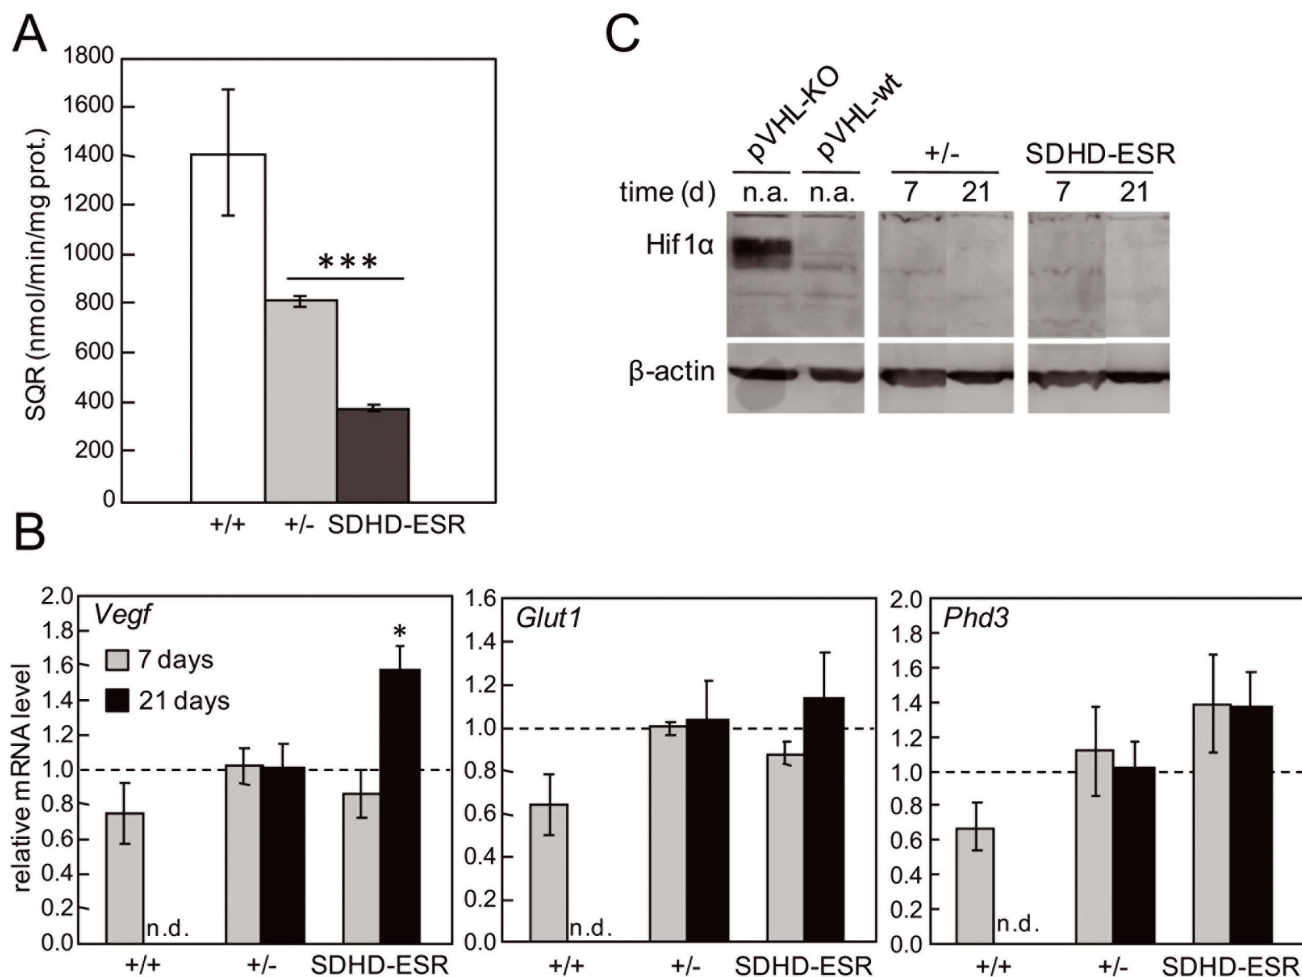 A
SQR (nmol/min/mg prot.)
1800
1600
1400
1200
1000
800
600
400
200
0
***
+/+ +/- SDHD-ESR
C
pVHL-KO pVHL-wt
+/- SDHD-ESR
time (d) n.a. n.a. 7 21 7 21
Hif1α
β-actin
B
relative mRNA level
2.0
1.8
1.6
1.4
1.2
1.0
0.8
0.6
0.4
0.2
0.0
Vegf
7 days
21 days
*
n.d.
+/+ +/- SDHD-ESR
1.6
1.4
1.2
1.0
0.8
0.6
0.4
0.2
0.0
Glut1
n.d.
+/+ +/- SDHD-ESR
2.0
1.8
1.6
1.4
1.2
1.0
0.8
0.6
0.4
0.2
0.0
Phd3
n.d.
+/+ +/- SDHD-ESR